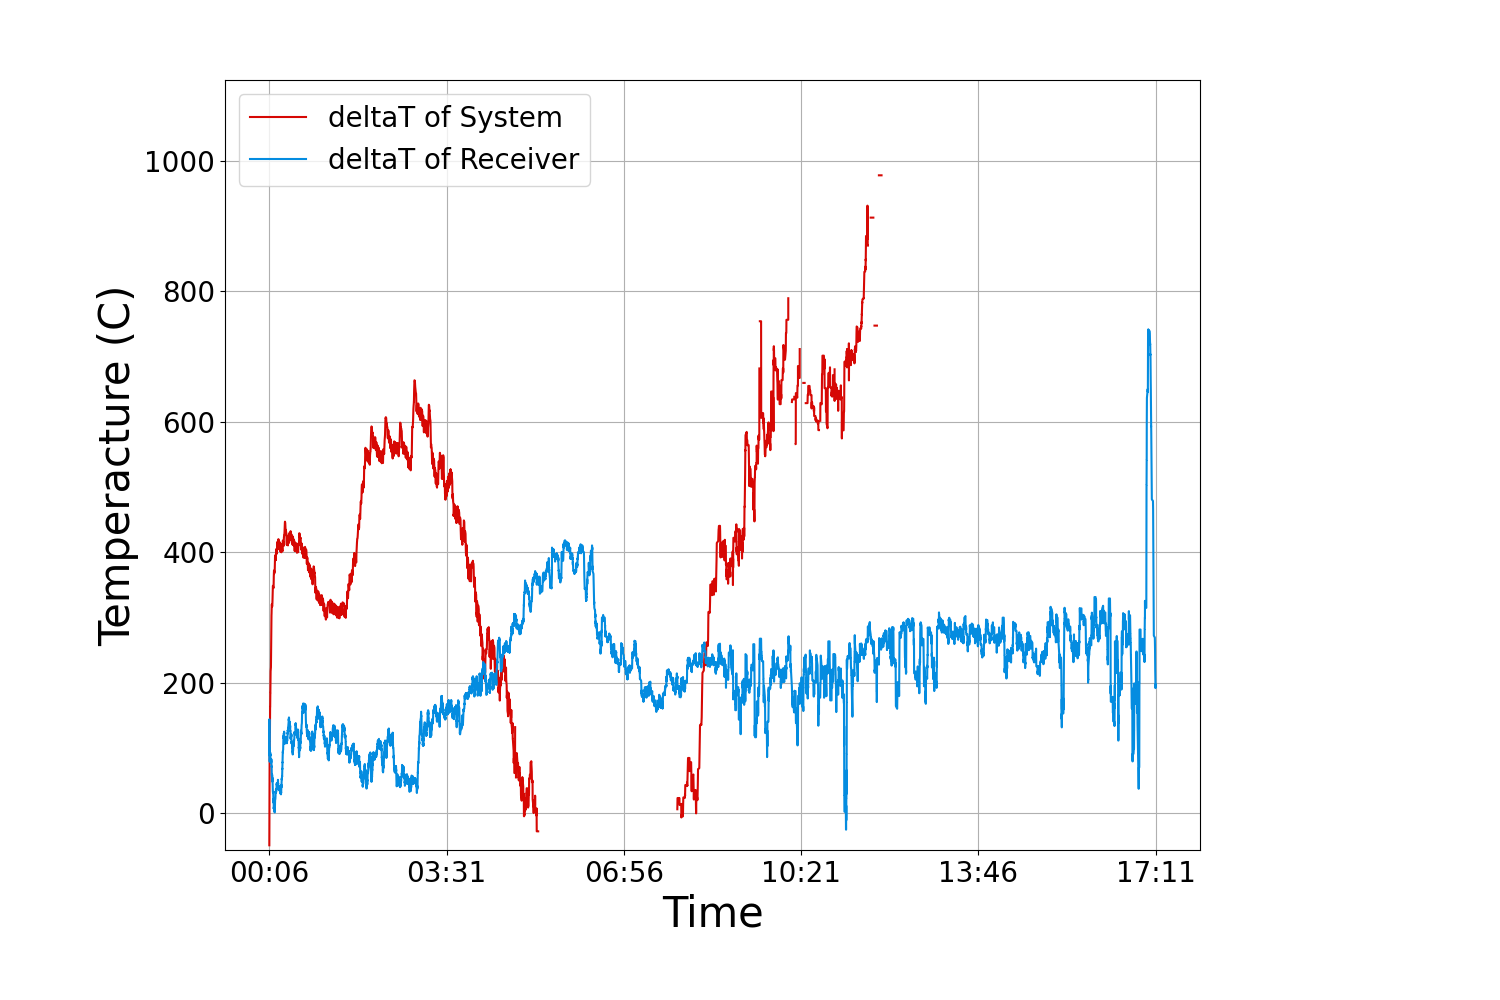 deltaT of System
deltaT of Receiver
Temperacture (C)
1000
800
600
400
200
0
00:06 03:31 06:56 10:21 13:46 17:11
Time